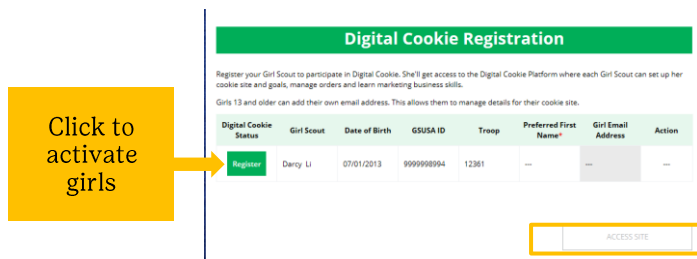 Digital Cookie Registration
Register your Girl Scout to participate in Digital Cookie. She'll get access to the Digital Cookie Platform where each Girl Scout can set up her
cookie site and goals, manage orders and learn marketing business skills.
Girls 13 and older can add their own email address. This allows them to manage details for their cookie site.
Click to
activate
girls
Digital Cookie Status Girl Scout Date of Birth GSUSA ID Troop Preferred First Name* Girl Email Address Action
Register Darcy Li 07/01/2013 9999998994 12361 --- --- ---
ACCESS SITE